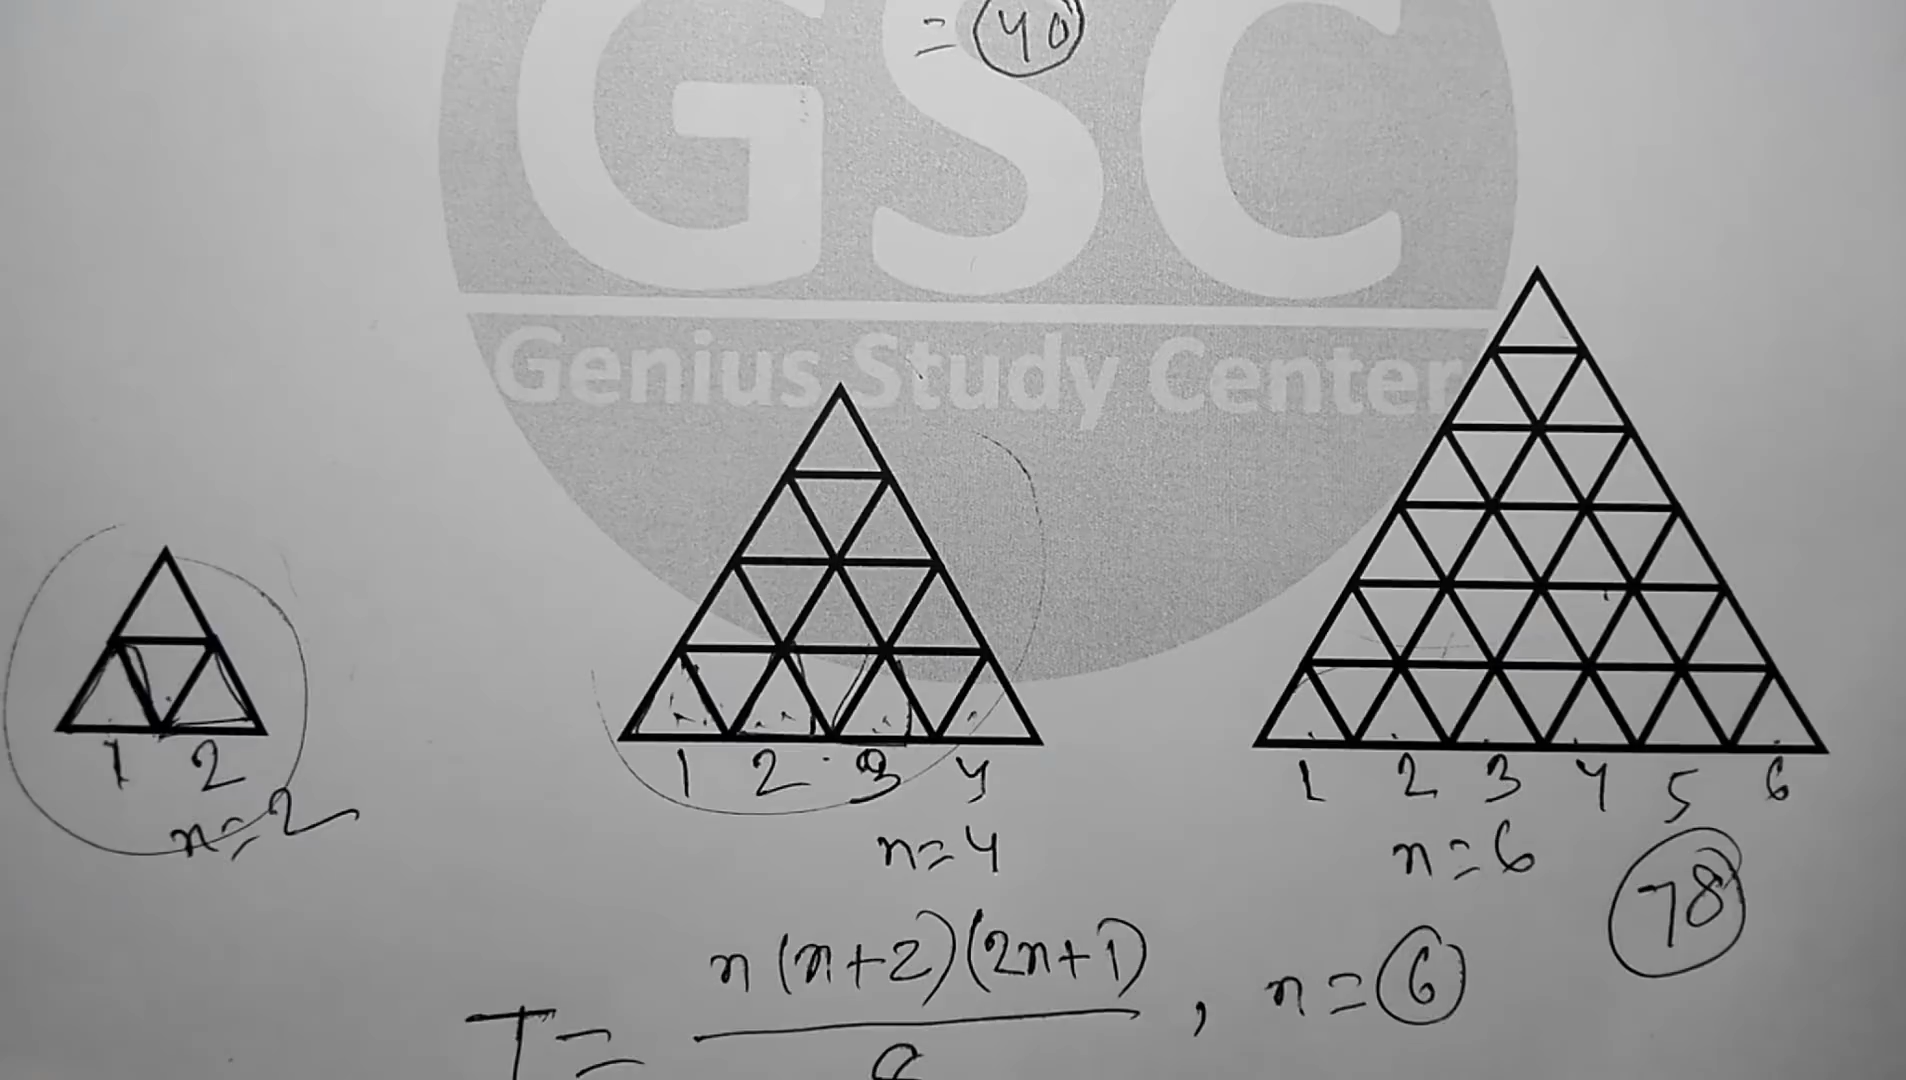 = 40
GSC
Genius Study Center
1 2
n=2
1 2 3 4
n=4
1 2 3 4 5 6
n=6
78
T= n(n+2)(2n+1)
, n=6